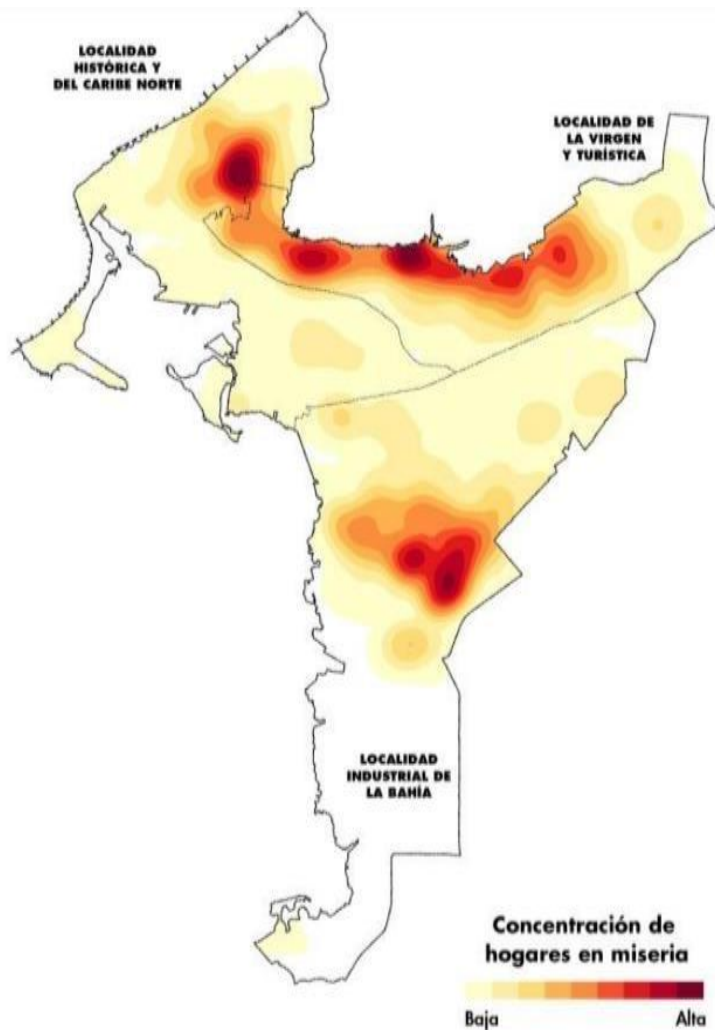 LOCALIDAD
HISTÓRICA Y
DEL CARIBE NORTE
LOCALIDAD DE
LA VIRGEN
Y TURÍSTICA
LOCALIDAD
INDUSTRIAL DE
LA BAHÍA
Concentración de
hogares en miseria
Baja Alta